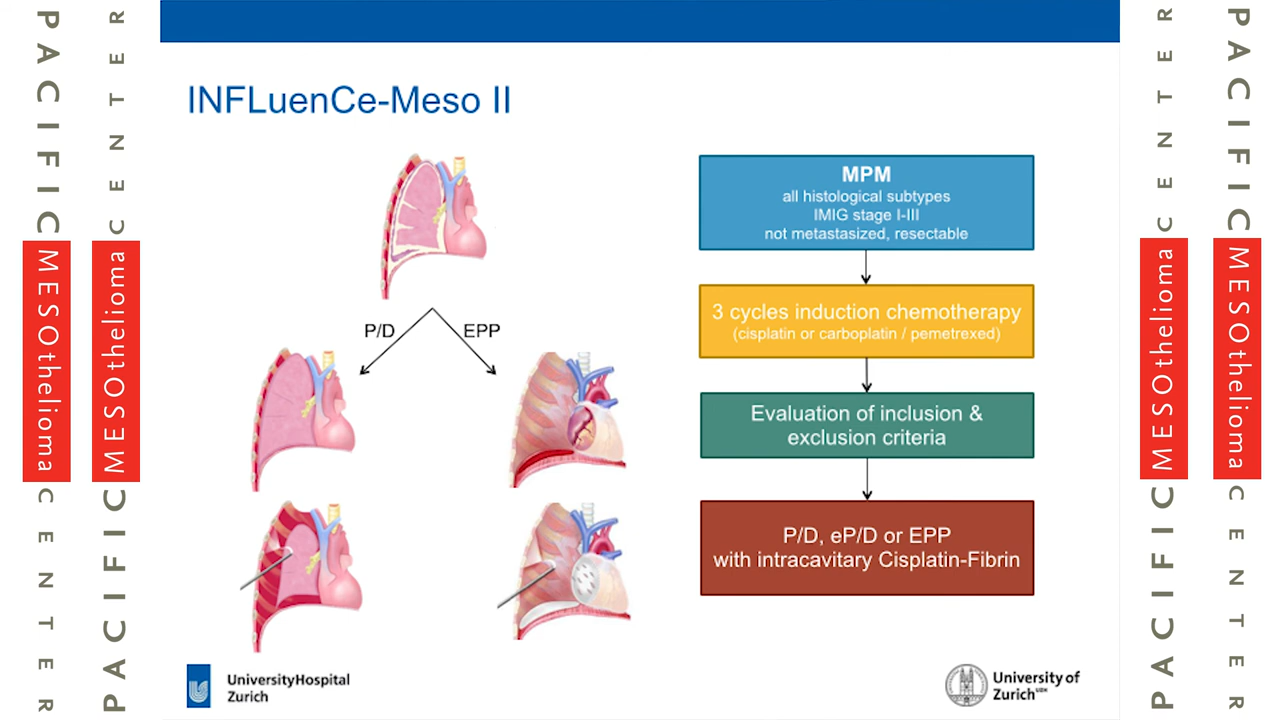 PACIFIC MESOthelioma CENTER
PACIFIC MESOthelioma CENTER
INFLuenCe-Meso II
P/D
EPP
MPM
all histological subtypes
IMIG stage I-III
not metastasized, resectable
3 cycles induction chemotherapy
(cisplatin or carboplatin / pemetrexed)
Evaluation of inclusion &
exclusion criteria
P/D, eP/D or EPP
with intracavitary Cisplatin-Fibrin
UniversityHospital
Zurich
University of
Zurich UZH
PACIFIC MESOthelioma CENTER
PACIFIC MESOthelioma CENTER